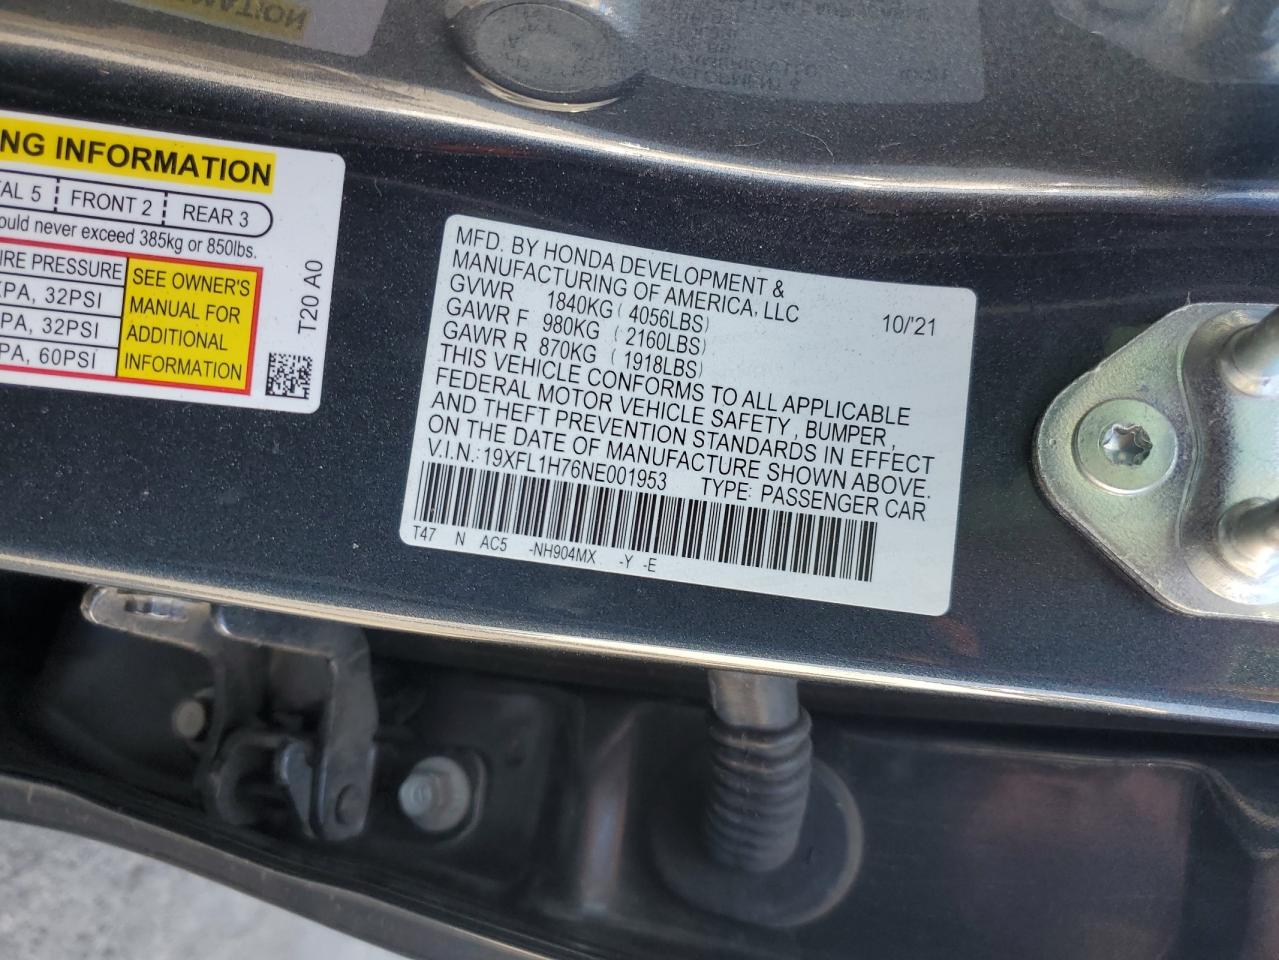 NG INFORMATION
AL 5 FRONT 2 REAR 3
ould never exceed 385kg or 850lbs.
IRE PRESSURE
PA, 32PSI
PA, 32PSI
PA, 60PSI
SEE OWNER'S
MANUAL FOR
ADDITIONAL
INFORMATION
T20 A0
MFD. BY HONDA DEVELOPMENT &
MANUFACTURING OF AMERICA, LLC
10/'21
GVWR 1840KG (4056LBS)
GAWR F 980KG (2160LBS)
GAWR R 870KG (1918LBS)
THIS VEHICLE CONFORMS TO ALL APPLICABLE
FEDERAL MOTOR VEHICLE SAFETY, BUMPER,
AND THEFT PREVENTION STANDARDS IN EFFECT
ON THE DATE OF MANUFACTURE SHOWN ABOVE.
V.I.N.:19XFL1H76NE001953 TYPE: PASSENGER CAR
T47 N AC5 -NH904MX -Y -E